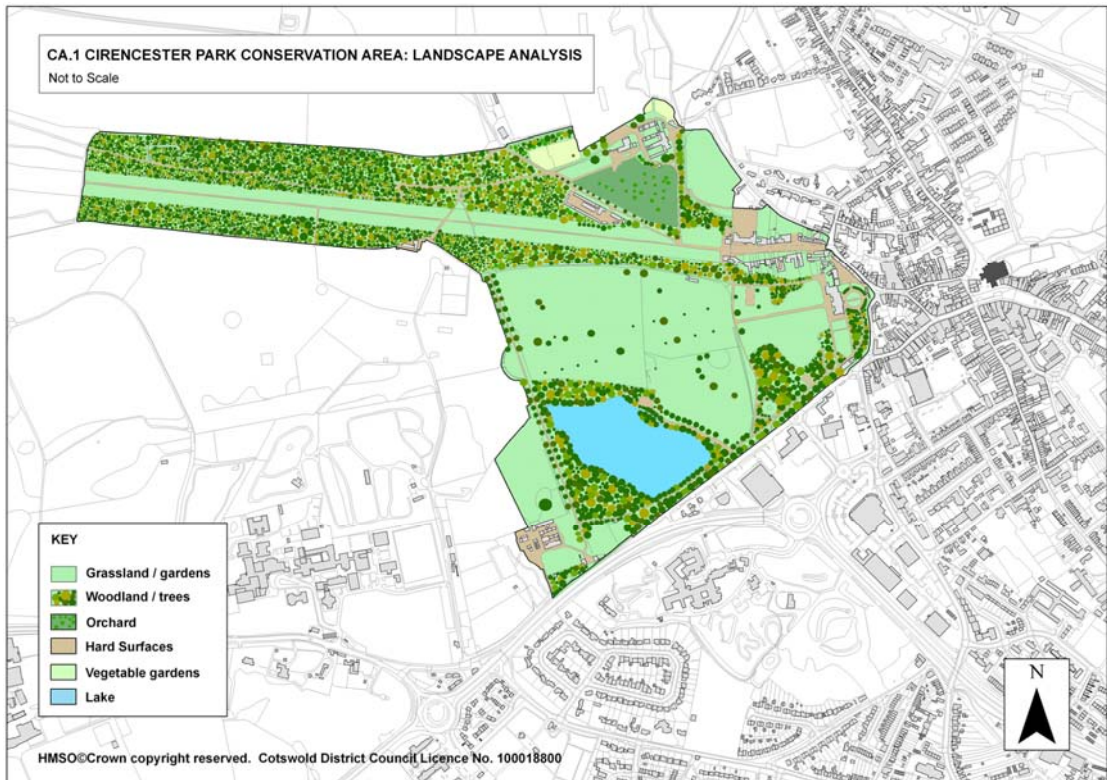 CA.1 CIRENCESTER PARK CONSERVATION AREA: LANDSCAPE ANALYSIS
Not to Scale
KEY
Grassland / gardens
Woodland / trees
Orchard
Hard Surfaces
Vegetable gardens
Lake
N
HMSO©Crown copyright reserved. Cotswold District Council Licence No. 100018800